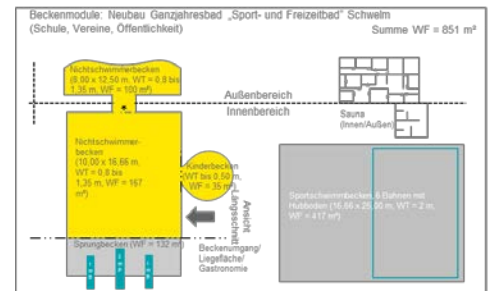 Beckenmodule: Neubau Ganzjahresbad „Sport- und Freizeitbad" Schwelm
(Schule, Vereine, Öffentlichkeit)
Summe WF = 851 m²
Nichtschwimmerbecken
(8,00 x 12,50 m, WT = 0,8 bis
1,35 m, WF = 100 m²)
Außenbereich
Innenbereich
Sauna
(Innen/Außen)
Nichtschwimmer-
becken
(10,00 x 16,66 m,
WT = 0,8 bis
1,35 m, WF = 167
m²)
Kinderbecken
(WT bis 0,50
m, WF = 35 m²)
Ansicht
Längsschnitt
Sportschwimmbecken, 6 Bahnen mit
Hubboden (16,66 x 25,00 m, WT = 2 m,
WF = 417 m²)
Sprungbecken (WF = 132 m²)
Beckenumgang/
Liegefläche/
Gastronomie